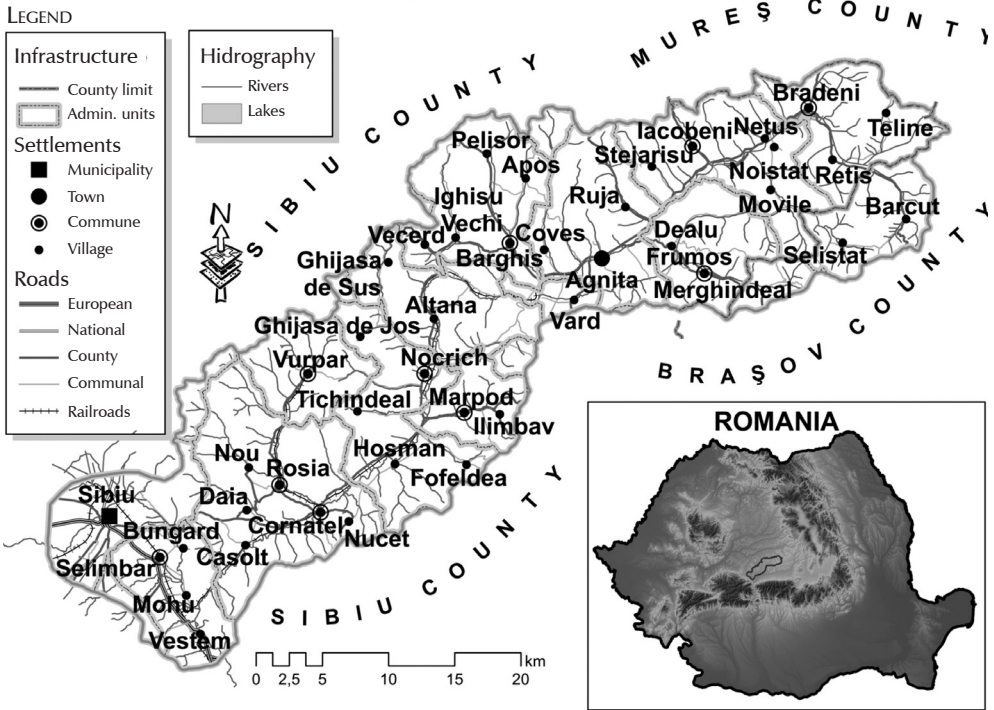 LEGEND
Infrastructure
County limit
Admin. units
Settlements
Municipality
Town
Commune
Village
Roads
European
National
County
Communal
Railroads
Hidrography
Rivers
Lakes
N
SIBIU COUNTY
MUREŞ COUNTY
BRAŞOV COUNTY
SIBIU COUNTY
Bradeni
Teline
Iacobeni
Netus
Pelisor
Apos
Stejarisu
Noistat
Retis
Ruja
Movile
Barcut
Ighisu
Vechi
Vecerd
Coves
Barghis
Dealu
Frumos
Selistat
Ghijasa
de Sus
Agnita
Merghindeal
Altana
Vard
Ghijasa de Jos
Vurpar
Nocrich
Tichindeal
Marpod
Ilimbav
Hosman
Fofeldea
Nou
Rosia
Sibiu
Daia
Cornatel
Nucet
Bungard
Casolt
Selimbar
Mohu
Vestem
0 2,5 5 10 15 20
km
ROMANIA